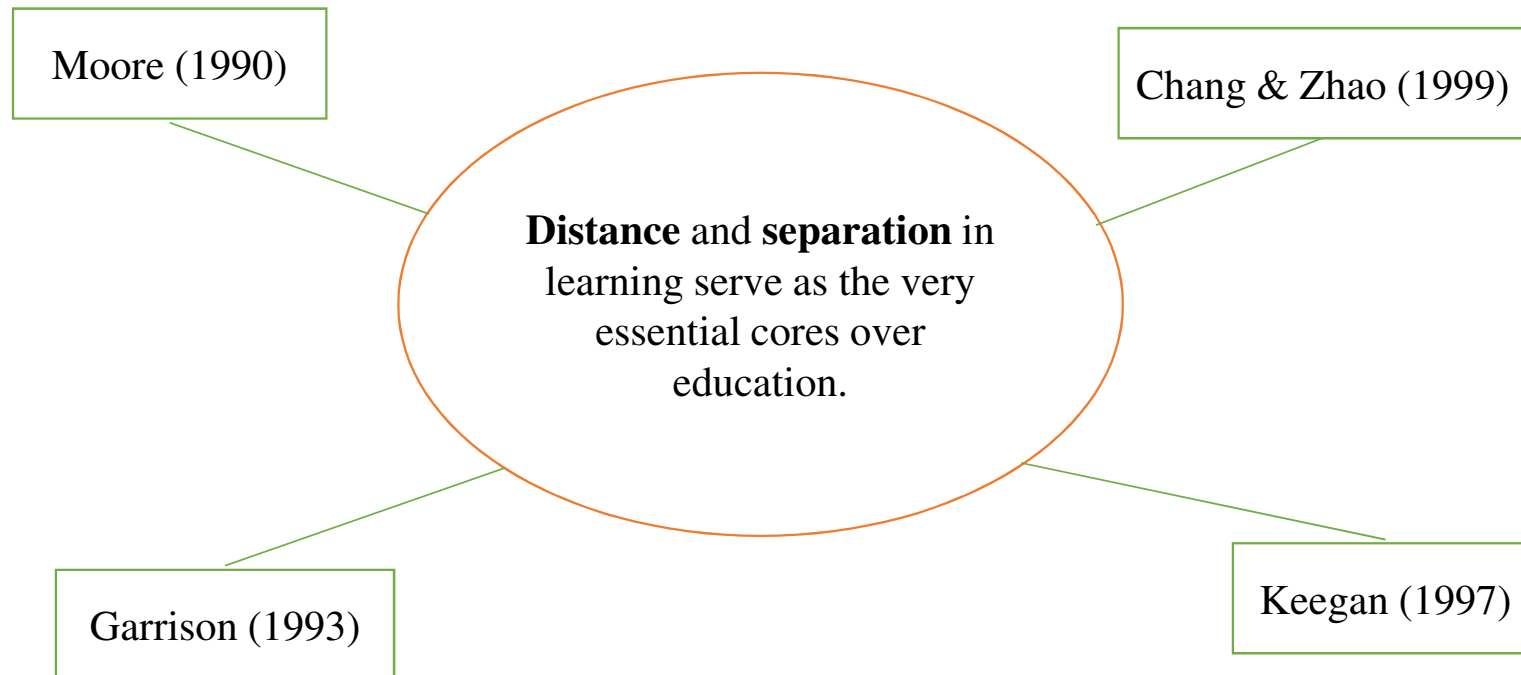 Moore (1990)
Chang & Zhao (1999)
Distance and separation in
learning serve as the very
essential cores over
education.
Garrison (1993)
Keegan (1997)